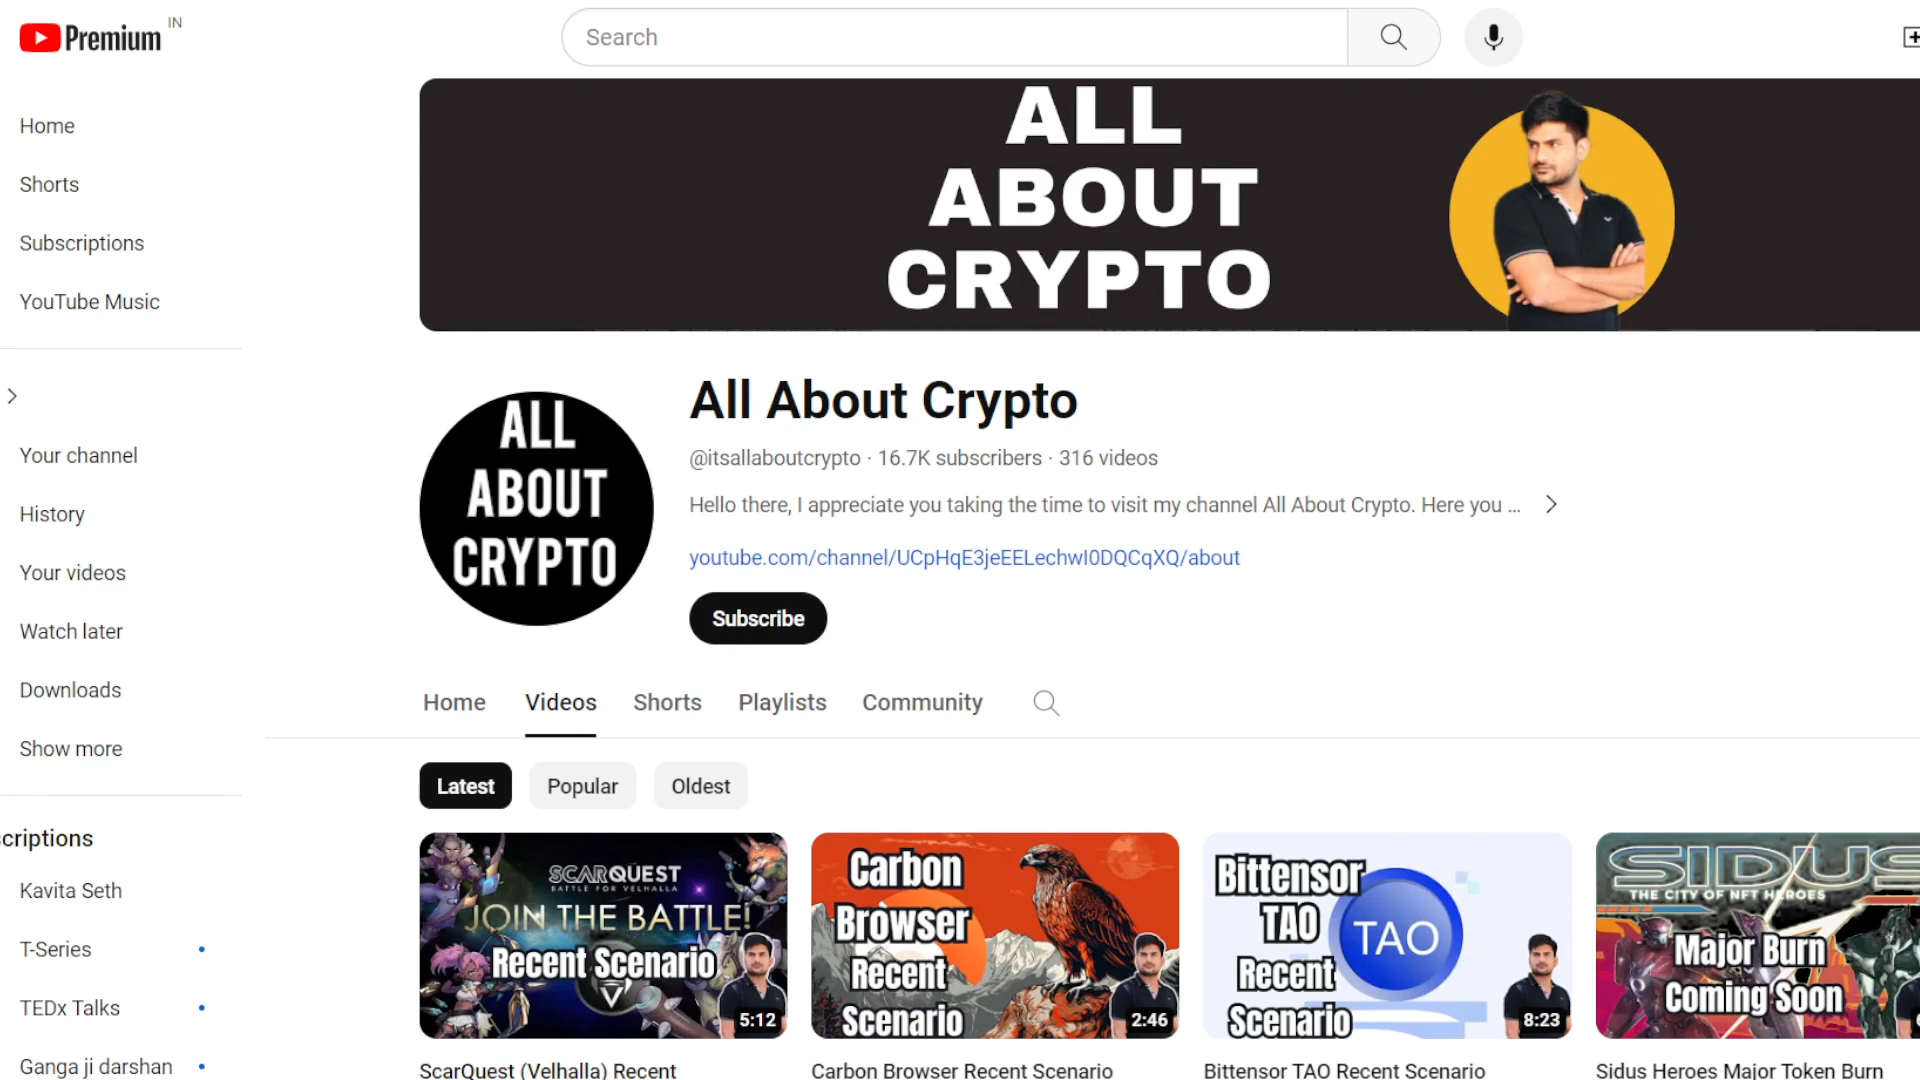 Premium IN
Search
Home
Shorts
Subscriptions
YouTube Music
Your channel
History
Your videos
Watch later
Downloads
Show more
criptions
Kavita Seth
T-Series
TEDx Talks
Ganga ji darshan
ALL
ABOUT
CRYPTO
ALL
ABOUT
CRYPTO
All About Crypto
@itsallaboutcrypto · 16.7K subscribers · 316 videos
Hello there, I appreciate you taking the time to visit my channel All About Crypto. Here you ...
youtube.com/channel/UCpHqE3jeEELechwI0DQCqXQ/about
Subscribe
Home Videos Shorts Playlists Community
Latest Popular Oldest
SCARQUEST
BATTLE FOR VELHALLA
JOIN THE BATTLE!
Recent Scenario
5:12
ScarQuest (Velhalla) Recent
Carbon
Browser
Recent
Scenario
2:46
Carbon Browser Recent Scenario
Bittensor
TAO
Recent
Scenario
TAO
8:23
Bittensor TAO Recent Scenario
SIDUS
THE CITY OF NFT HEROES
Major Burn
Coming Soon
Sidus Heroes Major Token Burn